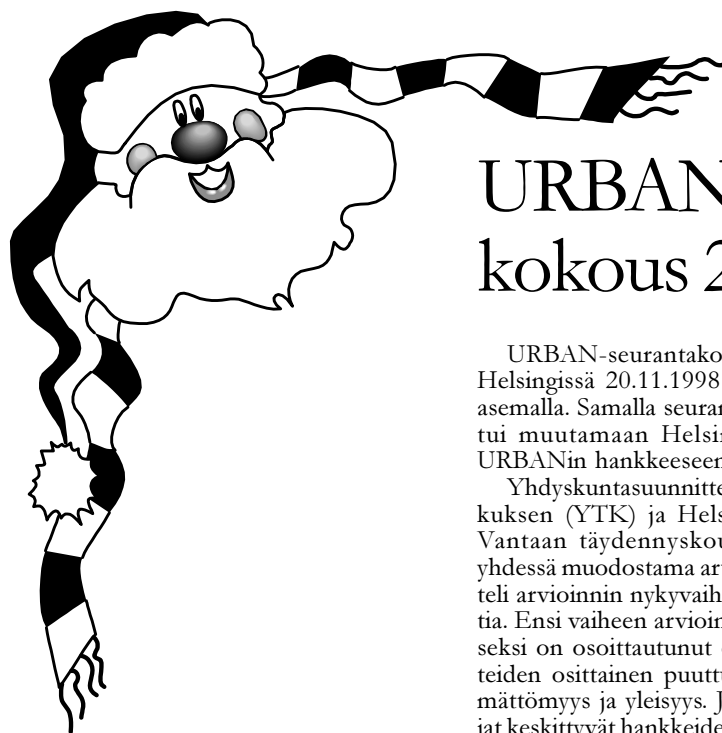 URBAN
kokous 2
URBAN-seurantako
Helsingissä 20.11.1998
asemalla. Samalla seuran
tui muutamaan Helsin
URBANin hankkeeseen
Yhdyskuntasuunnitte
kuksen (YTK) ja Hels
Vantaan täydennyskou
yhdessä muodostama ar
teli arvioinnin nykyvaih
tia. Ensi vaiheen arvioin
seksi on osoittautunut
teiden osittainen puuttu
mättömyys ja yleisyys. J
jat keskittyvät hankkeide